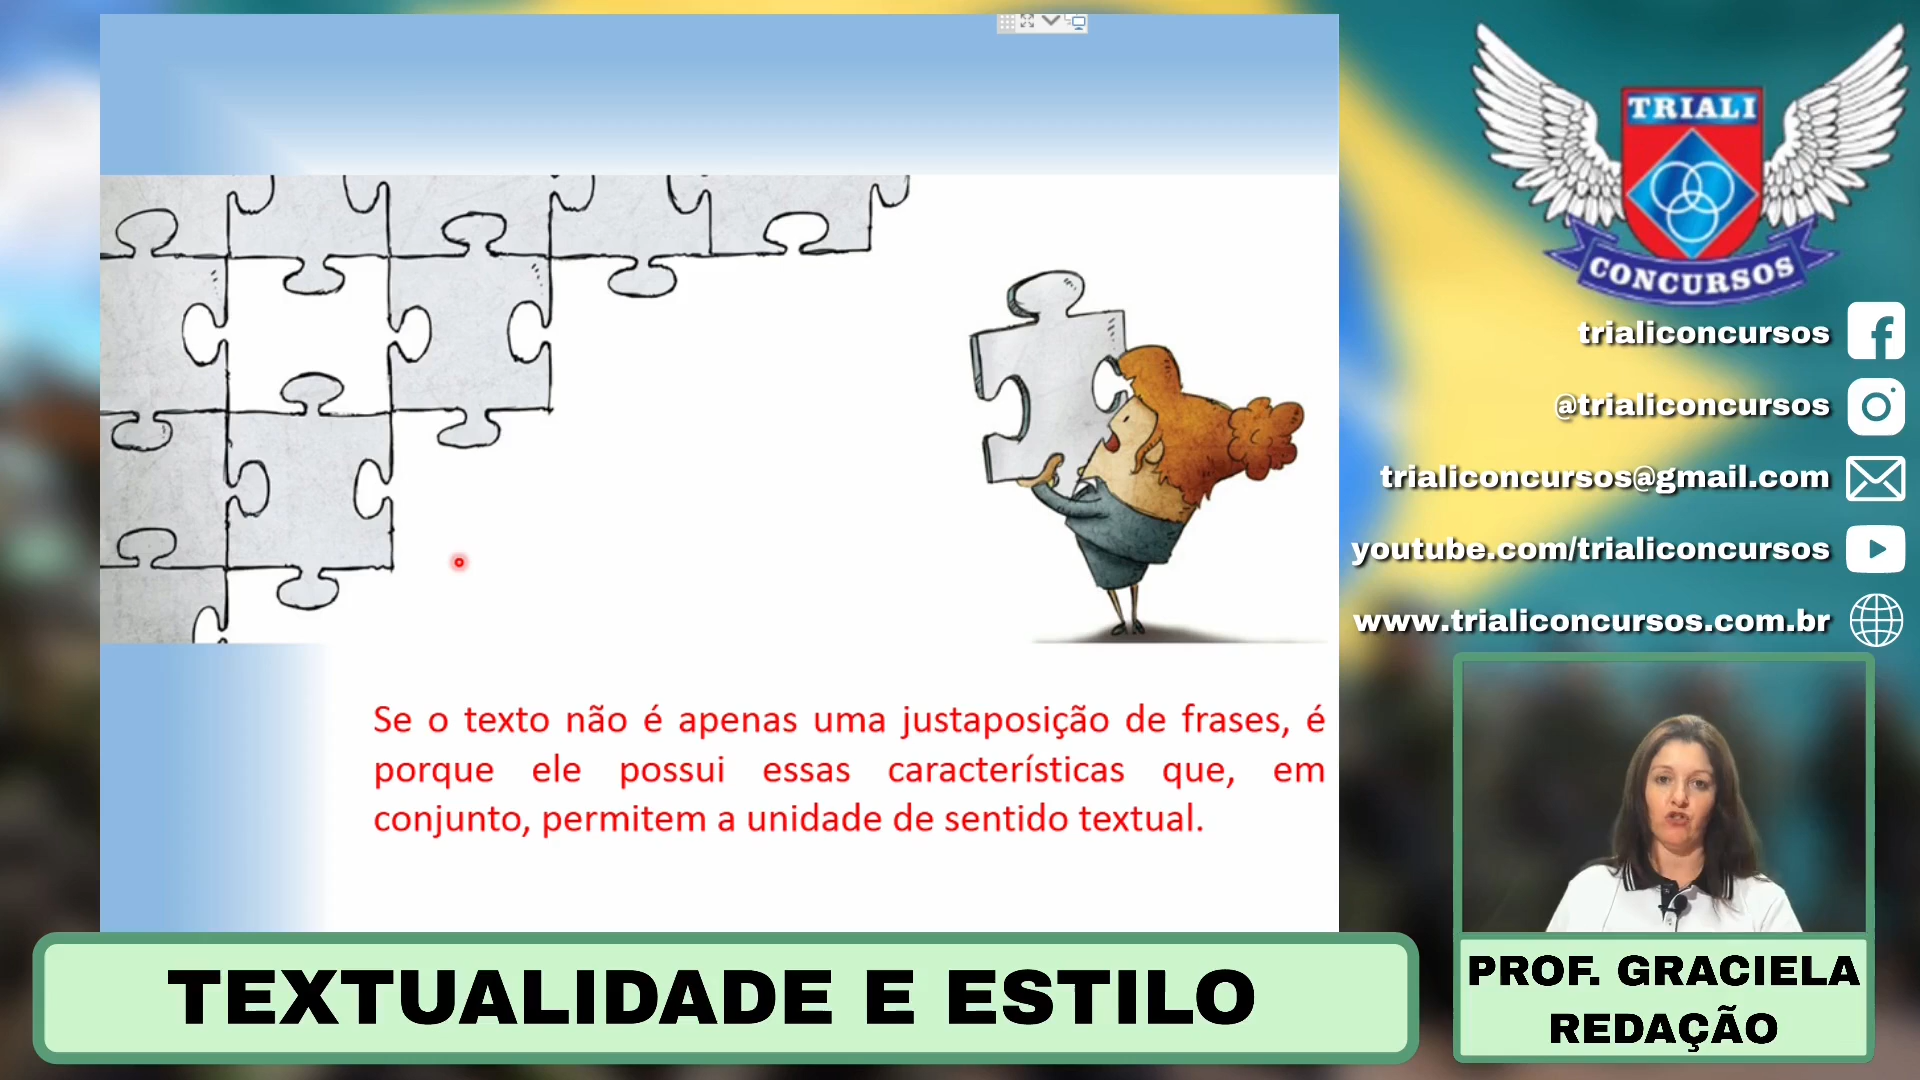 TRIALI
CONCURSOS
trialiconcursos
@trialiconcursos
trialiconcursos@gmail.com
youtube.com/trialiconcursos
www.trialiconcursos.com.br
Se o texto não é apenas uma justaposição de frases, é
porque ele possui essas características que, em
conjunto, permitem a unidade de sentido textual.
TEXTUALIDADE E ESTILO
PROF. GRACIELA
REDAÇÃO